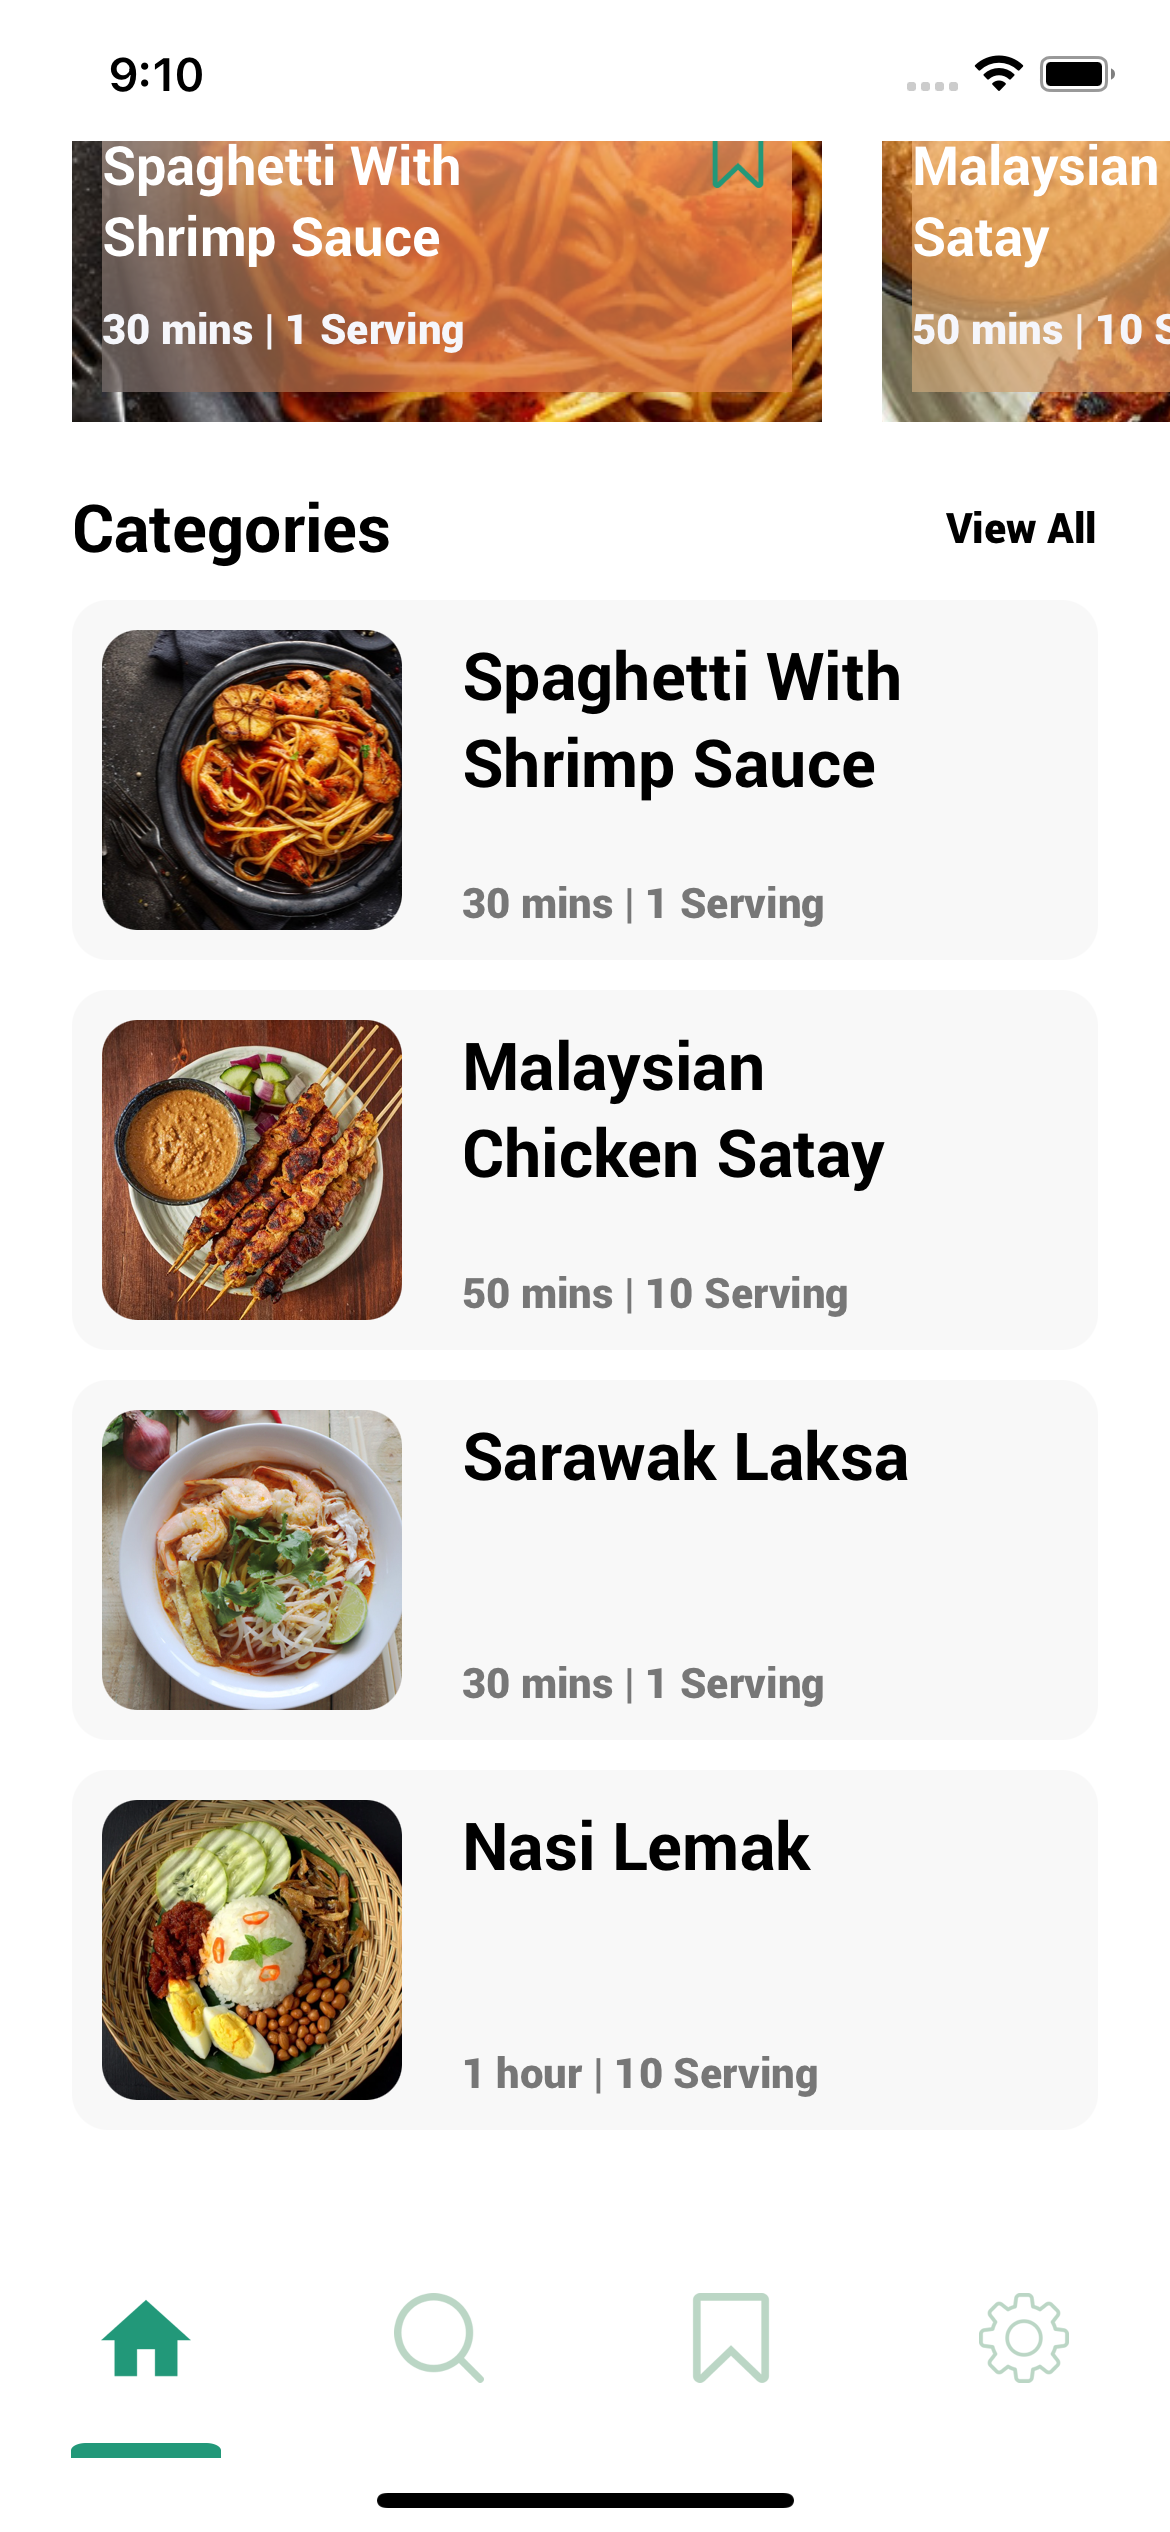 9:10
Spaghetti With
Shrimp Sauce
30 mins | 1 Serving
Malaysian
Satay
50 mins | 10 S
Categories
View All
Spaghetti With
Shrimp Sauce
30 mins | 1 Serving
Malaysian
Chicken Satay
50 mins | 10 Serving
Sarawak Laksa
30 mins | 1 Serving
Nasi Lemak
1 hour | 10 Serving